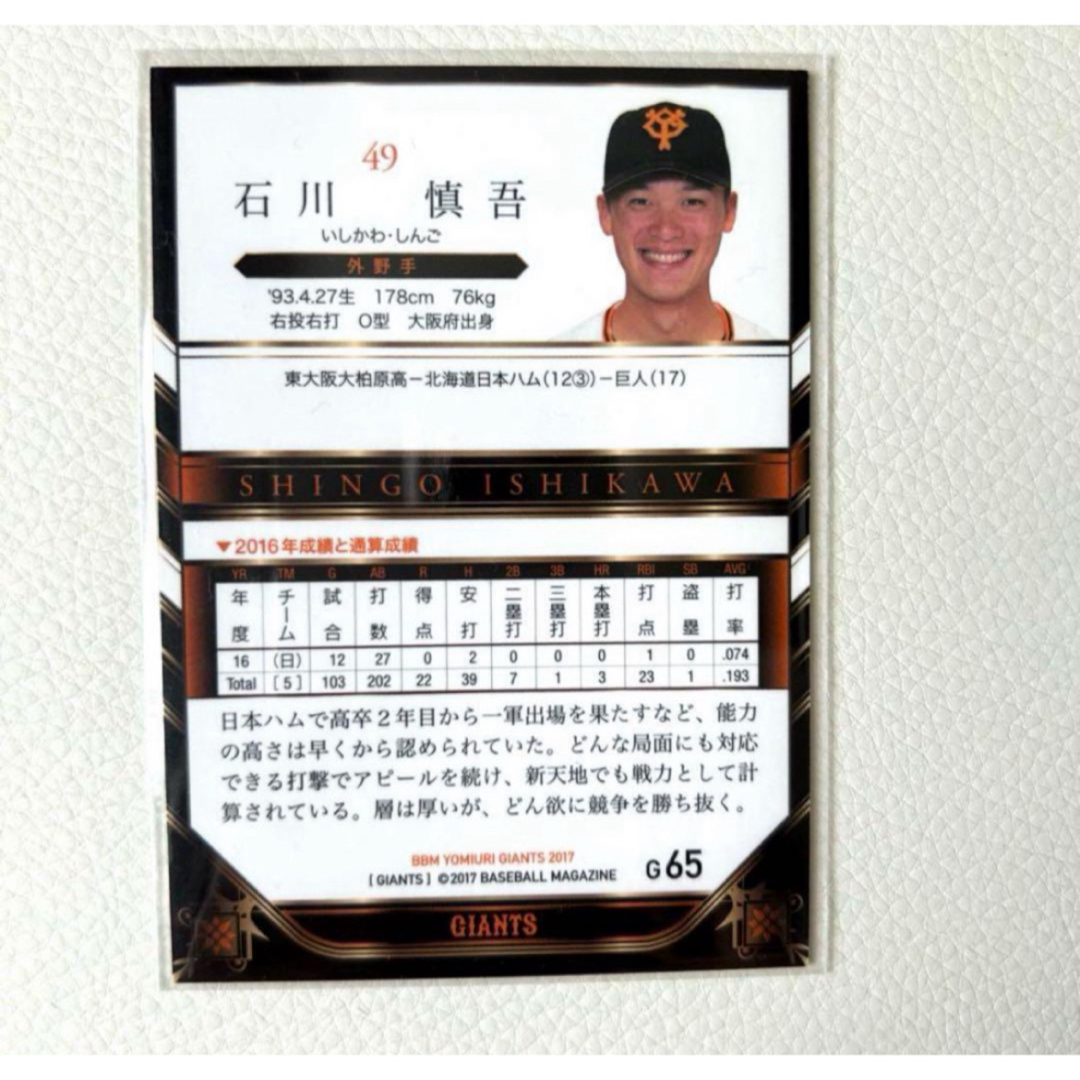 49
石川 慎吾
いしかわ・しんご
外野手
'93.4.27生 178cm 76kg
右投右打 O型 大阪府出身
東大阪大柏原高－北海道日本ハム(12③)－巨人(17)
SHINGO ISHIKAWA
▼2016年成績と通算成績
YR TM G AB R H 2B 3B HR RBI SB AVG
年度 チーム 試合 打数 得点 安打 二塁打 三塁打 本塁打 打点 盗塁 打率
16 (日) 12 27 0 2 0 0 0 1 0 .074
Total [5] 103 202 22 39 7 1 3 23 1 .193
日本ハムで高卒２年目から一軍出場を果たすなど、能力
の高さは早くから認められていた。どんな局面にも対応
できる打撃でアピールを続け、新天地でも戦力として計
算されている。層は厚いが、どん欲に競争を勝ち抜く。
BBM YOMIURI GIANTS 2017
[GIANTS] ©2017 BASEBALL MAGAZINE G65
GIANTS